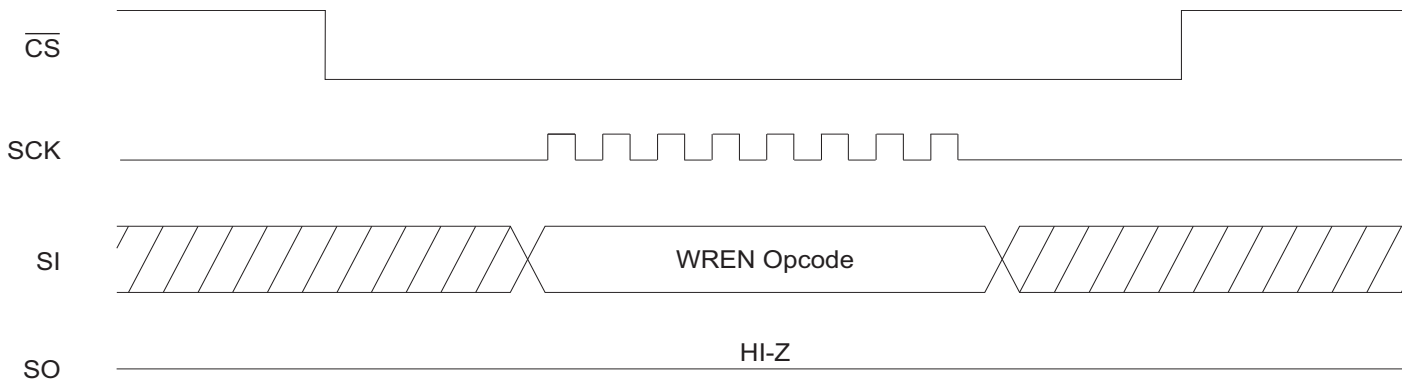 CS
SCK
SI
WREN Opcode
HI-Z
SO